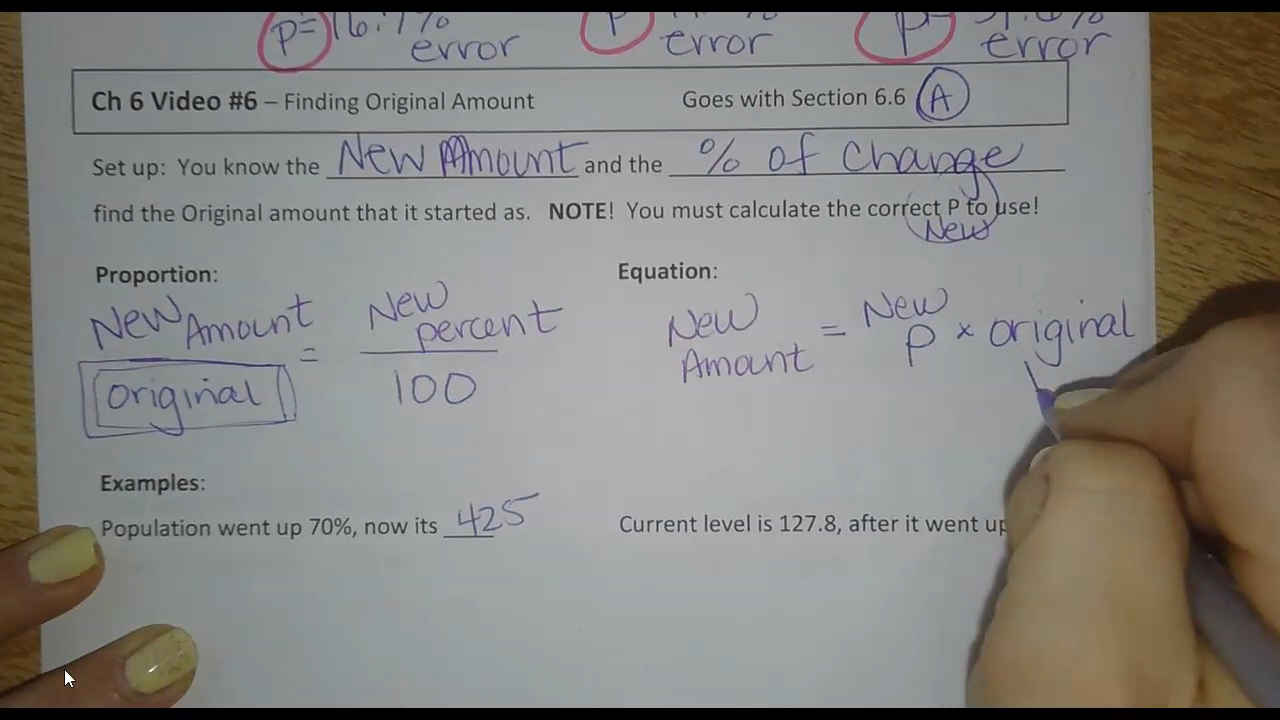 p= 16.7% p % p= %
error error error
Ch 6 Video #6 – Finding Original Amount Goes with Section 6.6 A
Set up: You know the New Amount and the % of change
find the Original amount that it started as. NOTE! You must calculate the correct P to use!
New
Proportion: Equation:
New Amount = New percent
original 100
New Amount = New p × original
Examples:
Population went up 70%, now its 425 Current level is 127.8, after it went up